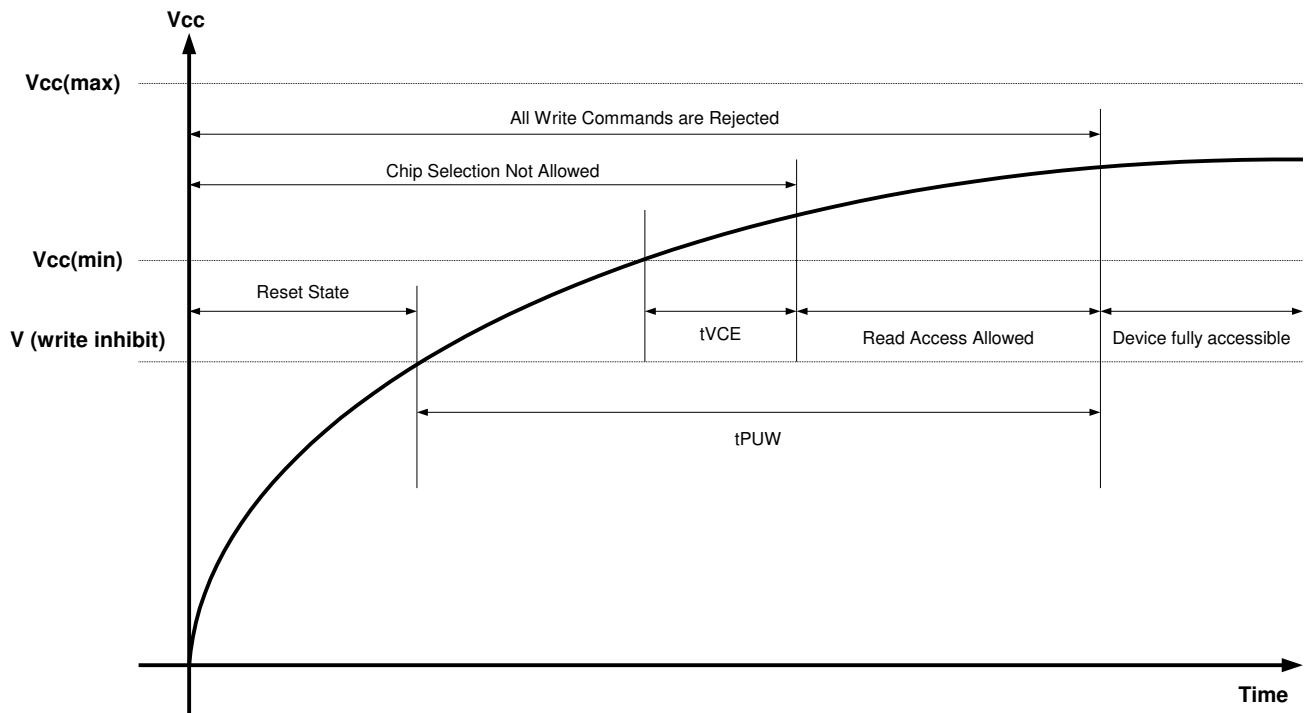 Vcc
Vcc(max)
All Write Commands are Rejected
Chip Selection Not Allowed
Vcc(min)
Reset State
V (write inhibit)
tVCE
Read Access Allowed
Device fully accessible
tPUW
Time